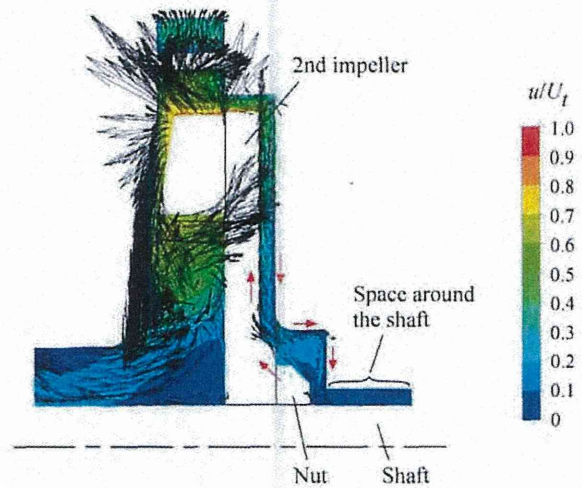 2nd impeller
u/U_t
1.0
0.9
0.8
0.7
0.6
0.5
0.4
0.3
0.2
0.1
0
Space around
the shaft
Nut
Shaft